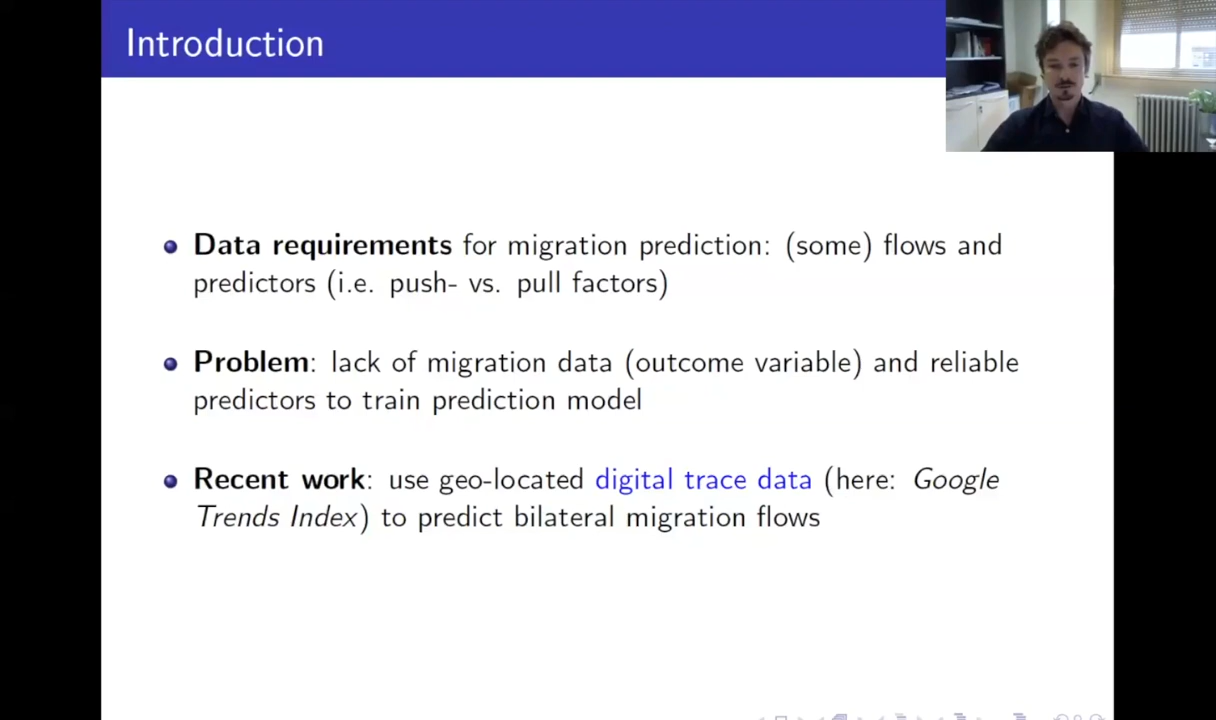 Introduction
Data requirements for migration prediction: (some) flows and
predictors (i.e. push- vs. pull factors)
Problem: lack of migration data (outcome variable) and reliable
predictors to train prediction model
Recent work: use geo-located digital trace data (here: Google
Trends Index) to predict bilateral migration flows